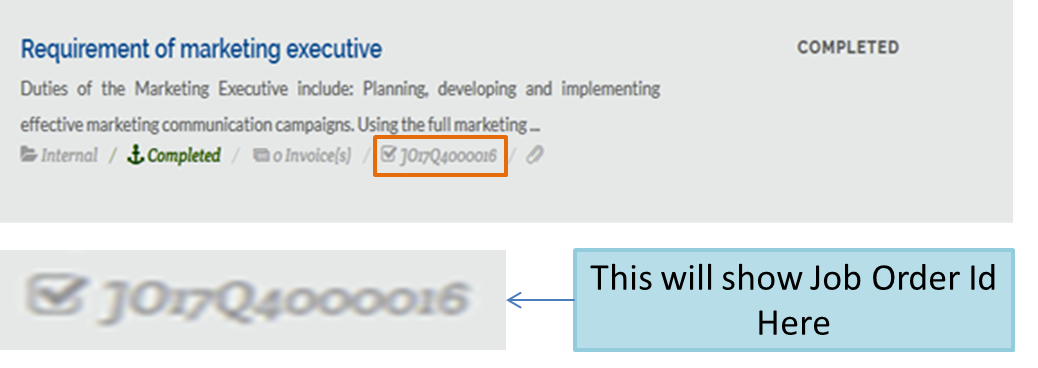 Requirement of marketing executive
COMPLETED
Duties of the Marketing Executive include: Planning, developing and implementing
effective marketing communication campaigns. Using the full marketing ...
Internal / Completed / 0 Invoice(s) / JO17Q4000016 /
JO17Q4000016
This will show Job Order Id
Here